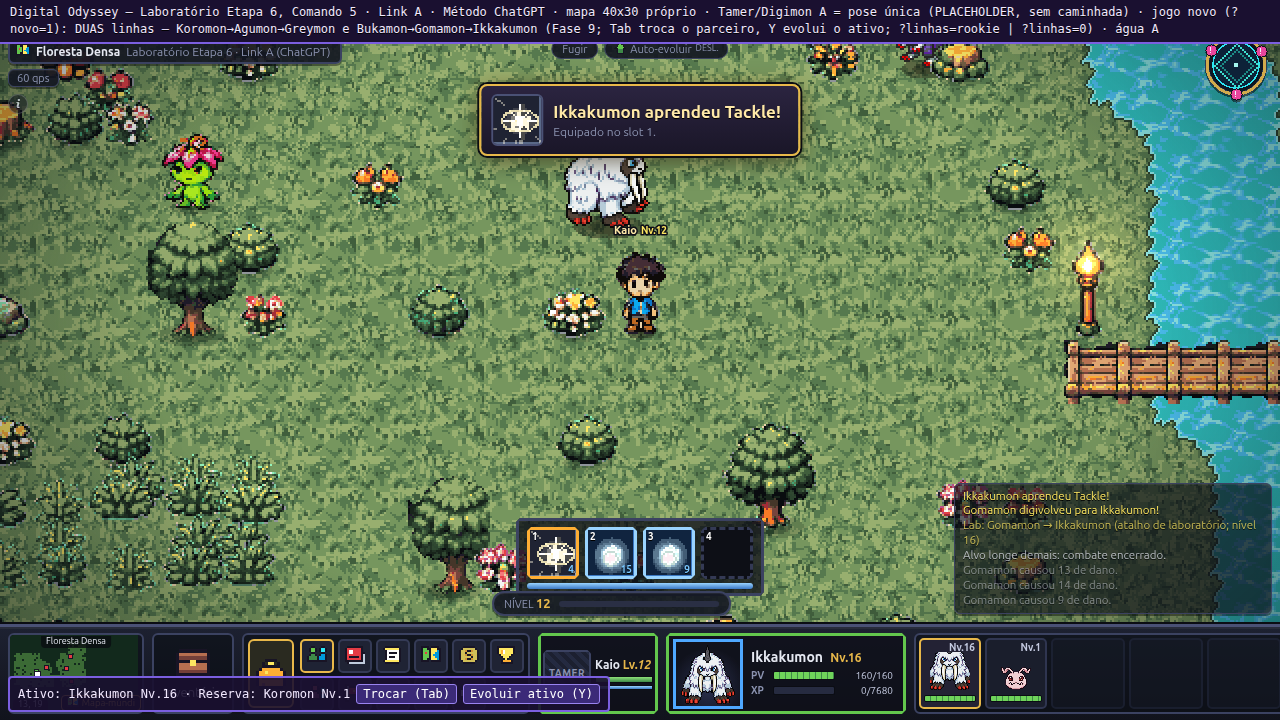 Digital Odyssey — Laboratório Etapa 6, Comando 5 · Link A · Método ChatGPT · mapa 40x30 próprio · Tamer/Digimon A = pose única (PLACEHOLDER, sem caminhada) · jogo novo (?
novo=1): DUAS linhas — Koromon→Agumon→Greymon e Bukamon→Gomamon→Ikkakumon (Fase 9; Tab troca o parceiro, Y evolui o ativo; ?linhas=rookie | ?linhas=0) · água A
Floresta Densa Laboratório Etapa 6 · Link A (ChatGPT)
Fugir
Auto-evoluir DESL.
60 qps
i
Ikkakumon aprendeu Tackle!
Equipado no slot 1.
Kaio Nv.12
Ikkakumon aprendeu Tackle!
Gomamon digivolveu para Ikkakumon!
Lab: Gomamon → Ikkakumon (atalho de laboratório; nível
16)
Alvo longe demais: combate encerrado.
Gomamon causou 13 de dano.
Gomamon causou 14 de dano.
Gomamon causou 9 de dano.
1 4
2 15
3 9
4
NÍVEL 12
Floresta Densa
TAMER
Kaio Lv.12
Ikkakumon Nv.16
PV 160/160
XP 0/7680
Nv.16
Nv.1
Ativo: Ikkakumon Nv.16 · Reserva: Koromon Nv.1 Trocar (Tab) Evoluir ativo (Y)